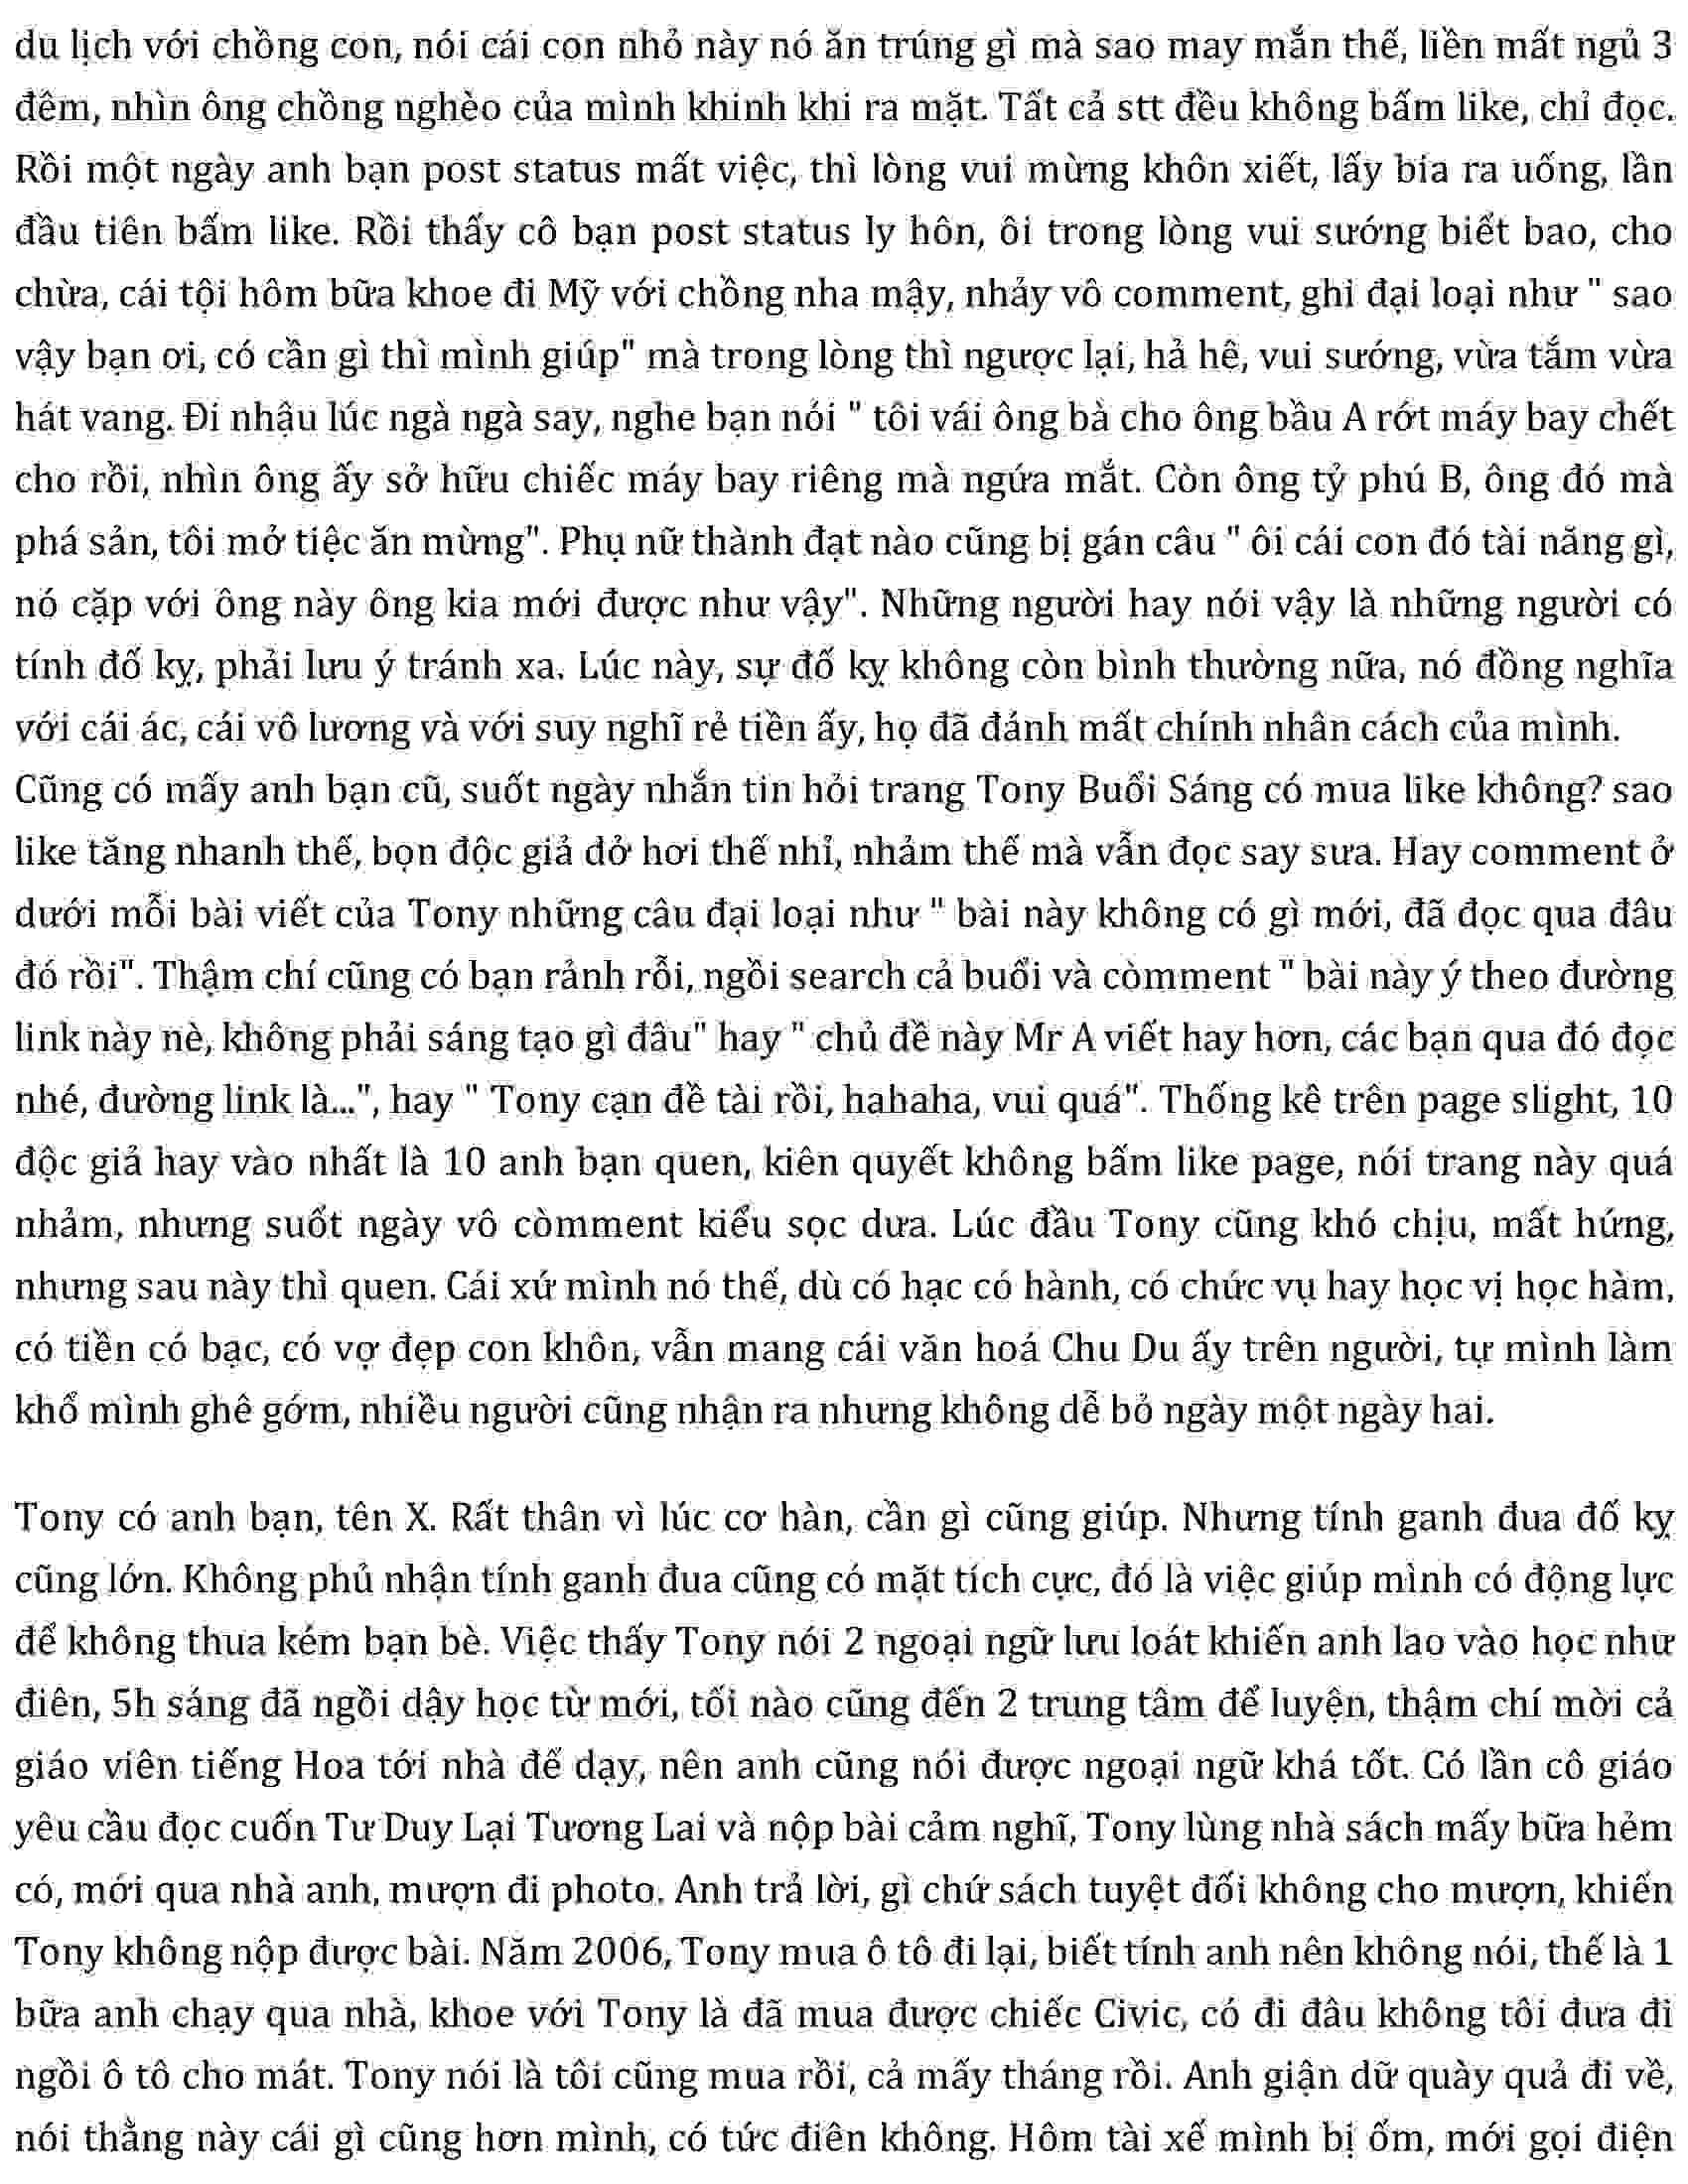 du lịch với chồng con, nói cái con nhỏ này nó ăn trúng gì mà sao may mắn thế, liền mất ngủ 3
đêm, nhìn ông chồng nghèo của mình khinh khi ra mặt. Tất cả stt đều không bấm like, chỉ đọc.
Rồi một ngày anh bạn post status mất việc, thì lòng vui mừng khôn xiết, lấy bia ra uống, lần
đầu tiên bấm like. Rồi thấy cô bạn post status ly hôn, ôi trong lòng vui sướng biết bao, cho
chừa, cái tội hôm bữa khoe đi Mỹ với chồng nha mậy, nhảy vô comment, ghi đại loại như " sao
vậy bạn ơi, có cần gì thì mình giúp" mà trong lòng thì ngược lại, hả hê, vui sướng, vừa tắm vừa
hát vang. Đi nhậu lúc ngà ngà say, nghe bạn nói " tôi vái ông bà cho ông bầu A rớt máy bay chết
cho rồi, nhìn ông ấy sở hữu chiếc máy bay riêng mà ngứa mắt. Còn ông tỷ phú B, ông đó mà
phá sản, tôi mở tiệc ăn mừng". Phụ nữ thành đạt nào cũng bị gán câu " ôi cái con đó tài năng gì,
nó cặp với ông này ông kia mới được như vậy". Những người hay nói vậy là những người có
tính đố kỵ, phải lưu ý tránh xa. Lúc này, sự đố kỵ không còn bình thường nữa, nó đồng nghĩa
với cái ác, cái vô lương và với suy nghĩ rẻ tiền ấy, họ đã đánh mất chính nhân cách của mình.
Cũng có mấy anh bạn cũ, suốt ngày nhắn tin hỏi trang Tony Buổi Sáng có mua like không? sao
like tăng nhanh thế, bọn độc giả đở hơi thế nhỉ, nhảm thế mà vẫn đọc say sưa. Hay comment ở
dưới mỗi bài viết của Tony những câu đại loại như " bài này không có gì mới, đã đọc qua đâu
đó rồi". Thậm chí cũng có bạn rảnh rỗi, ngồi search cả buổi và còmment " bài này ý theo đường
link này nè, không phải sáng tạo gì đâu" hay " chủ đề này Mr A viết hay hơn, các bạn qua đó đọc
nhé, đường link là...", hay " Tony cạn đề tài rồi, hahaha, vui quá". Thống kê trên page slight, 10
độc giả hay vào nhất là 10 anh bạn quen, kiên quyết không bấm like page, nói trang này quá
nhảm, nhưng suốt ngày vô còmment kiểu sọc dưa. Lúc đầu Tony cũng khó chịu, mất hứng,
nhưng sau này thì quen. Cái xứ mình nó thế, dù có hạc có hành, có chức vụ hay học vị học hàm,
có tiền có bạc, có vợ đẹp con khôn, vẫn mang cái văn hoá Chu Du ấy trên người, tự mình làm
khổ mình ghê gớm, nhiều người cũng nhận ra nhưng không dễ bỏ ngày một ngày hai.
Tony có anh bạn, tên X. Rất thân vì lúc cơ hàn, cần gì cũng giúp. Nhưng tính ganh đua đố kỵ
cũng lớn. Không phủ nhận tính ganh đua cũng có mặt tích cực, đó là việc giúp mình có động lực
để không thua kém bạn bè. Việc thấy Tony nói 2 ngoại ngữ lưu loát khiến anh lao vào học như
điên, 5h sáng đã ngồi dậy học từ mới, tối nào cũng đến 2 trung tâm để luyện, thậm chí mời cả
giáo viên tiếng Hoa tới nhà để dạy, nên anh cũng nói được ngoại ngữ khá tốt. Có lần cô giáo
yêu cầu đọc cuốn Tư Duy Lại Tương Lai và nộp bài cảm nghĩ, Tony lùng nhà sách mấy bữa hẻm
có, mới qua nhà anh, mượn đi photo. Anh trả lời, gì chứ sách tuyệt đối không cho mượn, khiến
Tony không nộp được bài. Năm 2006, Tony mua ô tô đi lại, biết tính anh nên không nói, thế là 1
bữa anh chạy qua nhà, khoe với Tony là đã mua được chiếc Civic, có đi đâu không tôi đưa đi
ngồi ô tô cho mát. Tony nói là tôi cũng mua rồi, cả mấy tháng rồi. Anh giận dữ quày quả đi về,
nói thằng này cái gì cũng hơn mình, có tức điên không. Hôm tài xế mình bị ốm, mới gọi điện